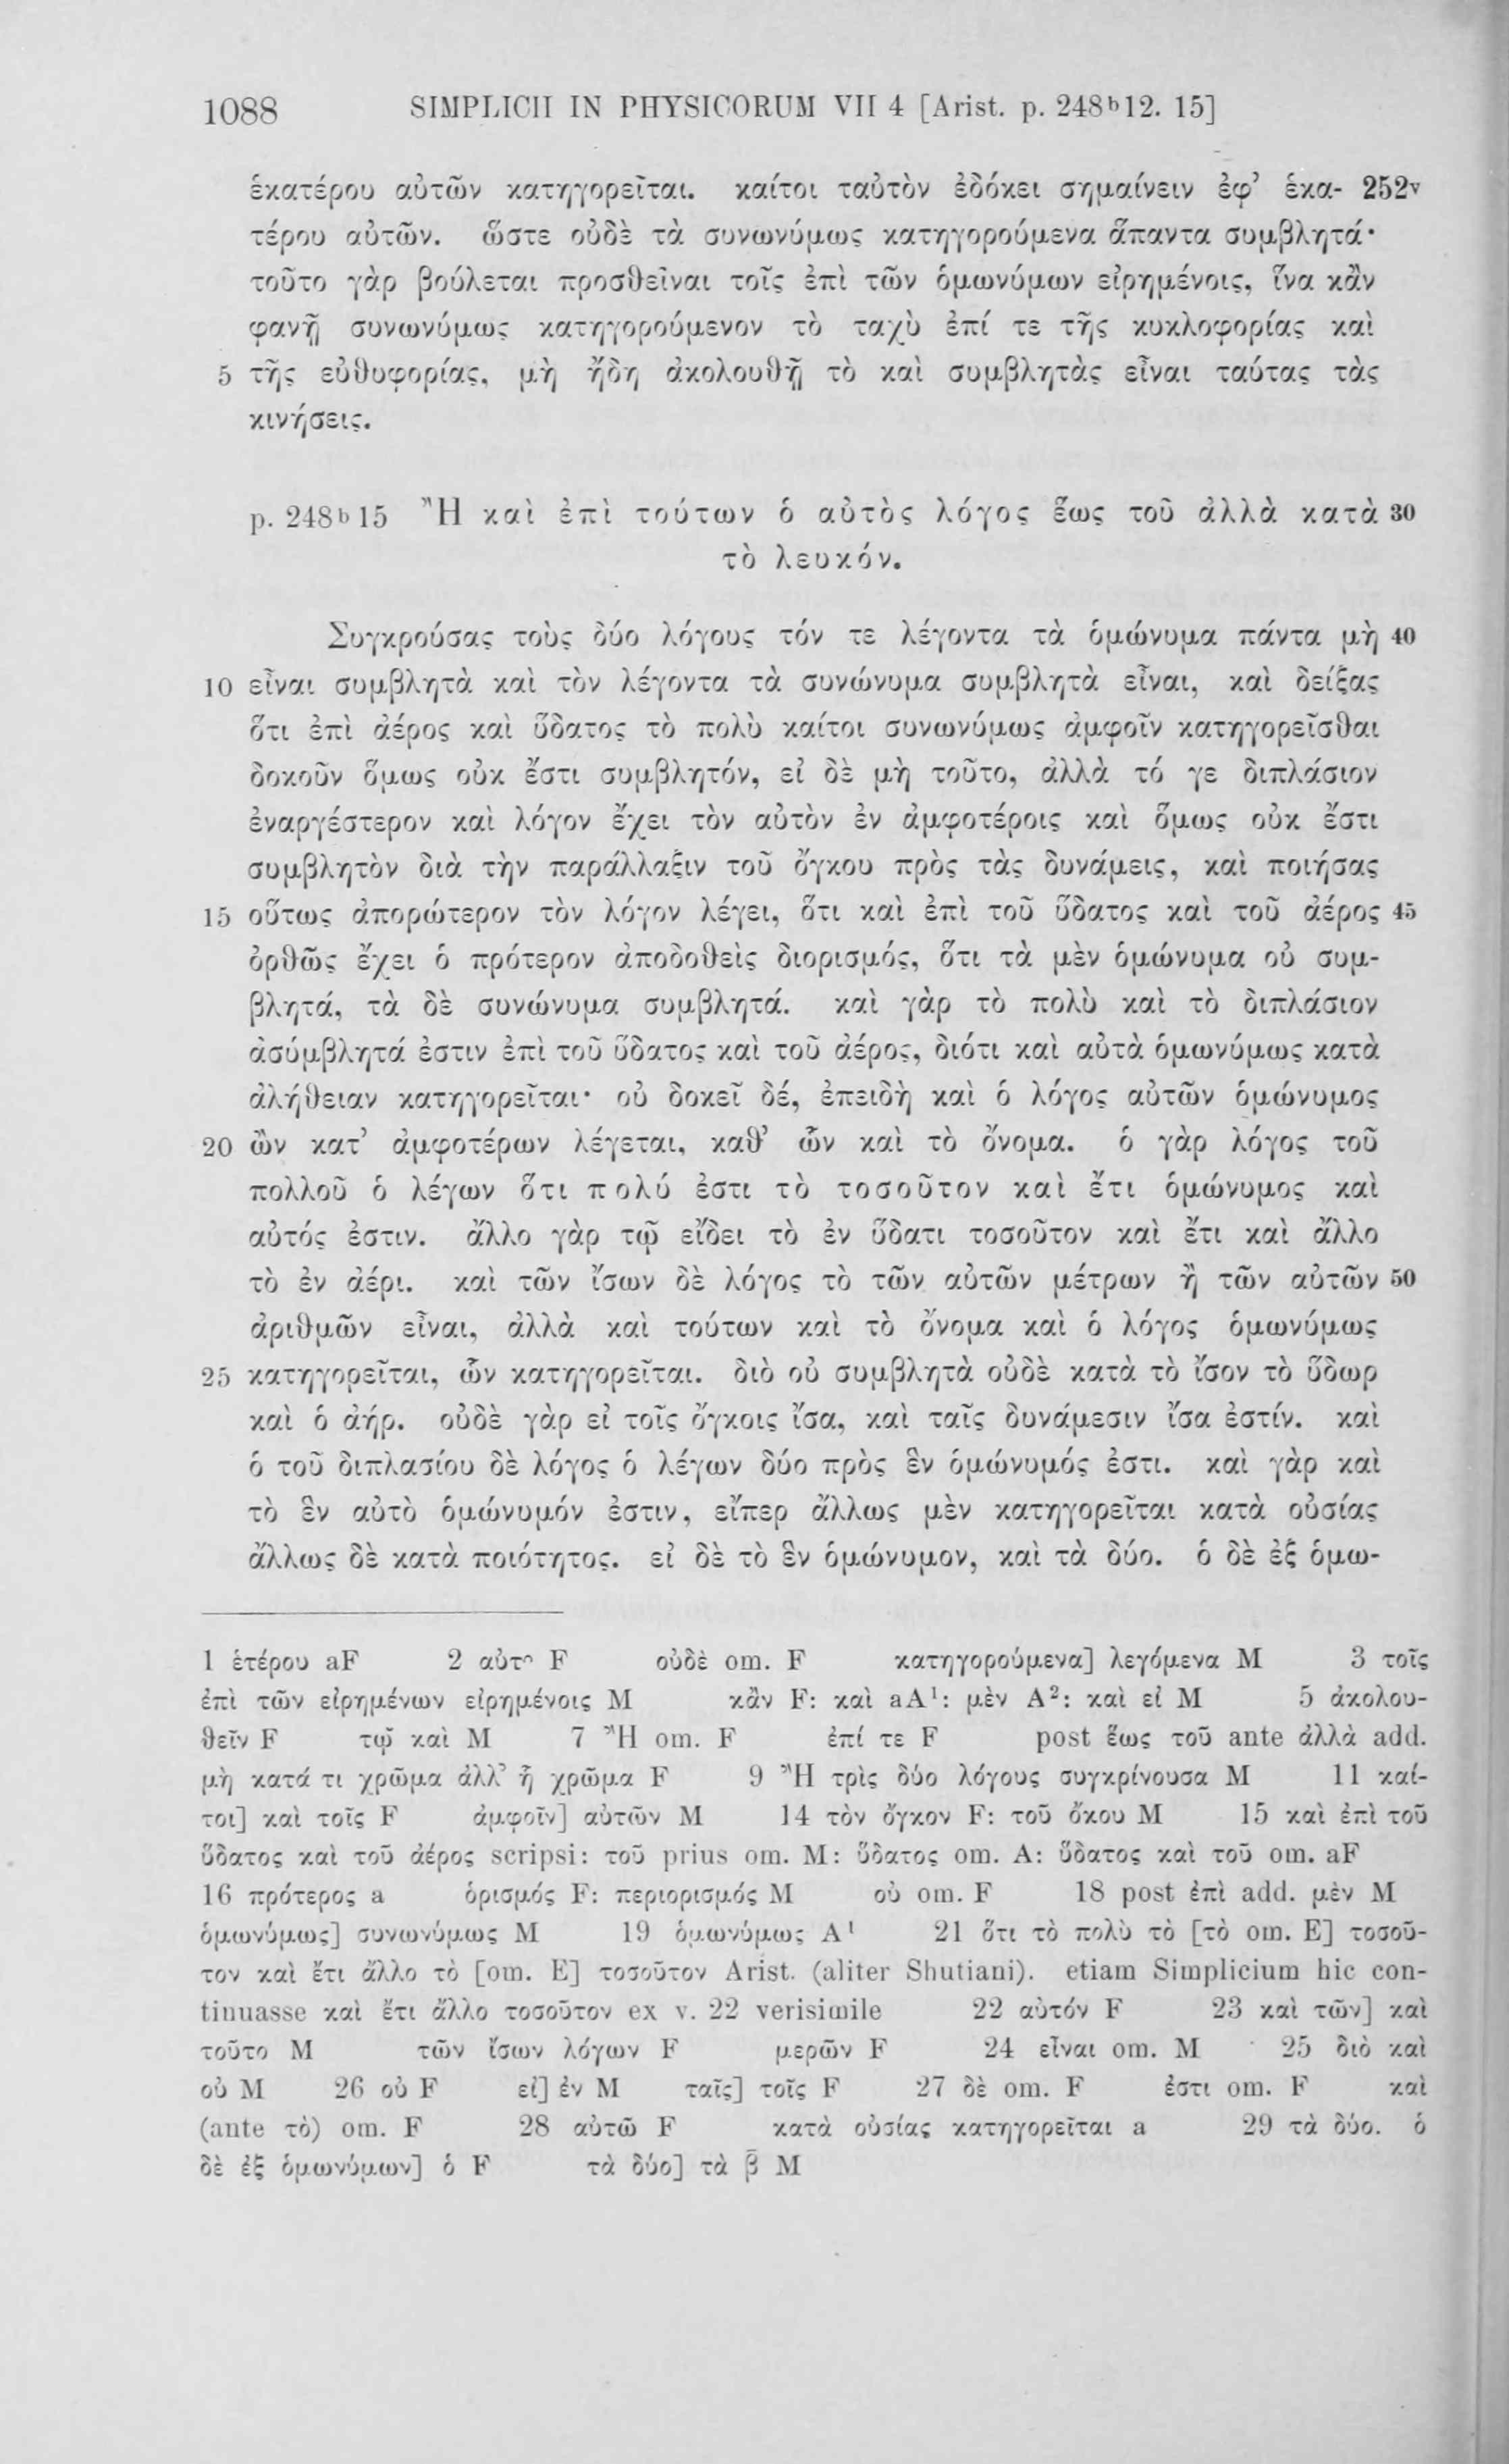 1088 SIMPLICII IN PHYSICORUM VII 4 [Arist. p. 248ᵇ12. 15]
ἑκατέρου αὐτῶν κατηγορεῖται. καίτοι ταὐτὸν ἐδόκει σημαίνειν ἐφ’ ἑκα- 252ᵛ
τέρου αὐτῶν. ὥστε οὐδὲ τὰ συνωνύμως κατηγορούμενα ἅπαντα συμβλητά·
τοῦτο γὰρ βούλεται προσθεῖναι τοῖς ἐπὶ τῶν ὁμωνύμων εἰρημένοις, ἵνα κἂν
φανῇ συνωνύμως κατηγορούμενον τὸ ταχὺ ἐπί τε τῆς κυκλοφορίας καὶ
5 τῆς εὐθυφορίας, μὴ ἤδη ἀκολουθῇ τὸ καὶ συμβλητὰς εἶναι ταύτας τὰς
κινήσεις.
p. 248ᵇ15 Ἢ καὶ ἐπὶ τούτων ὁ αὐτὸς λόγος ἕως τοῦ ἀλλὰ κατὰ 30
τὸ λευκόν.
Συγκρούσας τοὺς δύο λόγους τόν τε λέγοντα τὰ ὁμώνυμα πάντα μὴ 40
10 εἶναι συμβλητὰ καὶ τὸν λέγοντα τὰ συνώνυμα συμβλητὰ εἶναι, καὶ δείξας
ὅτι ἐπὶ ἀέρος καὶ ὕδατος τὸ πολὺ καίτοι συνωνύμως ἀμφοῖν κατηγορεῖσθαι
δοκοῦν ὅμως οὐκ ἔστι συμβλητόν, εἰ δὲ μὴ τοῦτο, ἀλλὰ τό γε διπλάσιον
ἐναργέστερον καὶ λόγον ἔχει τὸν αὐτὸν ἐν ἀμφοτέροις καὶ ὅμως οὐκ ἔστι
συμβλητὸν διὰ τὴν παράλλαξιν τοῦ ὄγκου πρὸς τὰς δυνάμεις, καὶ ποιήσας
15 οὕτως ἀπορώτερον τὸν λόγον λέγει, ὅτι καὶ ἐπὶ τοῦ ὕδατος καὶ τοῦ ἀέρος 45
ὀρθῶς ἔχει ὁ πρότερον ἀποδοθεὶς διορισμός, ὅτι τὰ μὲν ὁμώνυμα οὐ συμ-
βλητά, τὰ δὲ συνώνυμα συμβλητά. καὶ γὰρ τὸ πολὺ καὶ τὸ διπλάσιον
ἀσύμβλητά ἐστιν ἐπὶ τοῦ ὕδατος καὶ τοῦ ἀέρος, διότι καὶ αὐτὰ ὁμωνύμως κατὰ
ἀλήθειαν κατηγορεῖται· οὐ δοκεῖ δέ, ἐπειδὴ καὶ ὁ λόγος αὐτῶν ὁμώνυμος
20 ὢν κατ’ ἀμφοτέρων λέγεται, καθ’ ὧν καὶ τὸ ὄνομα. ὁ γὰρ λόγος τοῦ
πολλοῦ ὁ λέγων ὅτι πολύ ἐστι τὸ τοσοῦτον καὶ ἔτι ὁμώνυμος καὶ
αὐτός ἐστιν. ἄλλο γὰρ τῷ εἴδει τὸ ἐν ὕδατι τοσοῦτον καὶ ἔτι καὶ ἄλλο
τὸ ἐν ἀέρι. καὶ τῶν ἴσων δὲ λόγος τὸ τῶν αὐτῶν μέτρων ἢ τῶν αὐτῶν 50
ἀριθμῶν εἶναι, ἀλλὰ καὶ τούτων καὶ τὸ ὄνομα καὶ ὁ λόγος ὁμωνύμως
25 κατηγορεῖται, ὧν κατηγορεῖται. διὸ οὐ συμβλητὰ οὐδὲ κατὰ τὸ ἴσον τὸ ὕδωρ
καὶ ὁ ἀήρ. οὐδὲ γὰρ εἰ τοῖς ὄγκοις ἴσα, καὶ ταῖς δυνάμεσιν ἴσα ἐστίν. καὶ
ὁ τοῦ διπλασίου δὲ λόγος ὁ λέγων δύο πρὸς ἓν ὁμώνυμός ἐστι. καὶ γὰρ καὶ
τὸ ἓν αὐτὸ ὁμώνυμόν ἐστιν, εἴπερ ἄλλως μὲν κατηγορεῖται κατὰ οὐσίας
ἄλλως δὲ κατὰ ποιότητος. εἰ δὲ τὸ ἓν ὁμώνυμον, καὶ τὰ δύο. ὁ δὲ ἐξ ὁμω-
1 ἑτέρου aF 2 αὐτο F οὐδὲ om. F κατηγορούμενα] λεγόμενα M 3 τοῖς
ἐπὶ τῶν εἰρημένων εἰρημένοις M κἂν F: καὶ aA¹: μὲν A²: καὶ εἰ M 5 ἀκολου-
θεῖν F τῷ καὶ M 7 Ἢ om. F ἐπί τε F post ἕως τοῦ ante ἀλλὰ add.
μὴ κατά τι χρῶμα ἀλλ’ ᾗ χρῶμα F 9 Ἢ τρὶς δύο λόγους συγκρίνουσα M 11 καί-
τοι] καὶ τοῖς F ἀμφοῖν] αὐτῶν M 14 τὸν ὄγκον F: τοῦ ὄκου M 15 καὶ ἐπὶ τοῦ
ὕδατος καὶ τοῦ ἀέρος scripsi: τοῦ prius om. M: ὕδατος om. A: ὕδατος καὶ τοῦ om. aF
16 πρότερος a ὁρισμός F: περιορισμός M οὐ om. F 18 post ἐπὶ add. μὲν M
ὁμωνύμως] συνωνύμως M 19 ὁμωνύμως A¹ 21 ὅτι τὸ πολὺ τὸ [τὸ om. E] τοσοῦ-
τον καὶ ἔτι ἄλλο τὸ [om. E] τοσοῦτον Arist. (aliter Shutiani). etiam Simplicium hic con-
tinuasse καὶ ἔτι ἄλλο τοσοῦτον ex v. 22 verisimile 22 αὐτόν F 23 καὶ τῶν] καὶ
τοῦτο M τῶν ἴσων λόγων F μερῶν F 24 εἶναι om. M 25 διὸ καὶ
οὐ M 26 οὐ F εἰ] ἐν M ταῖς] τοῖς F 27 δὲ om. F ἐστι om. F καὶ
(ante τὸ) om. F 28 αὐτῶ F κατὰ οὐσίας κατηγορεῖται a 29 τὰ δύο. ὁ
δὲ ἐξ ὁμωνύμων] ὁ F τὰ δύο] τὰ β̄ M